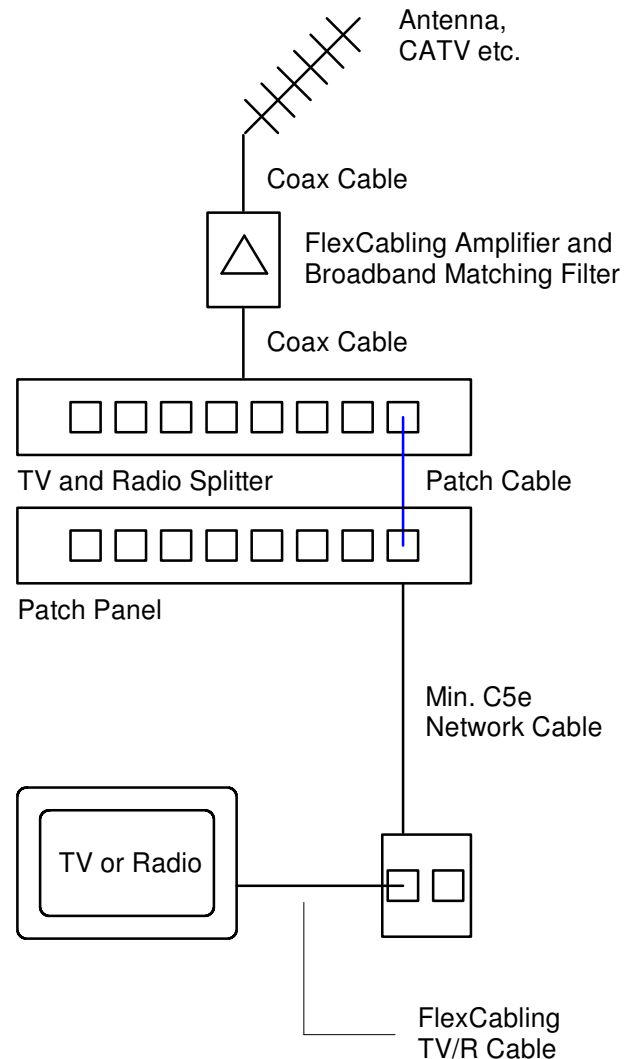 Antenna,
CATV etc.
Coax Cable
FlexCabling Amplifier and
Broadband Matching Filter
Coax Cable
TV and Radio Splitter
Patch Cable
Patch Panel
Min. C5e
Network Cable
TV or Radio
FlexCabling
TV/R Cable